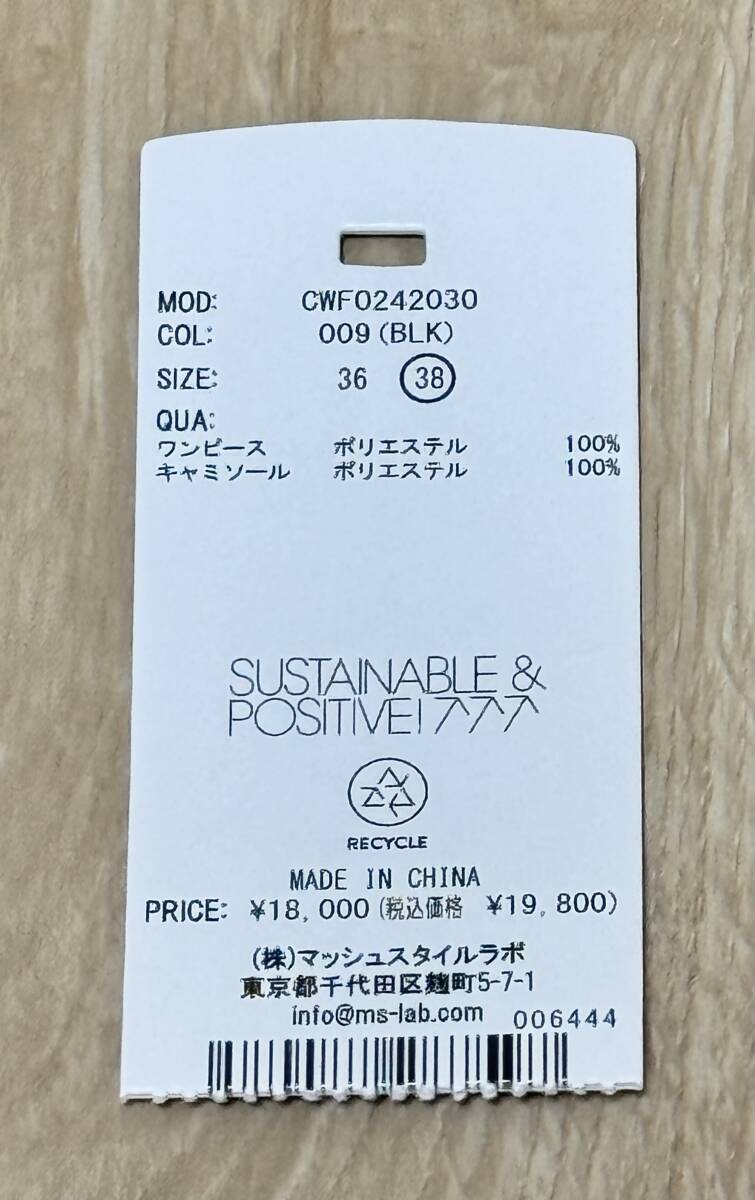 MOD: CWF0242030
COL: 009(BLK)
SIZE: 36 38
QUA:
ワンピース ポリエステル 100%
キャミソール ポリエステル 100%
SUSTAINABLE &
POSITIVE!
RECYCLE
MADE IN CHINA
PRICE: ¥18,000(税込価格 ¥19,800)
(株)マッシュスタイルラボ
東京都千代田区麹町5-7-1
info@ms-lab.com 006444